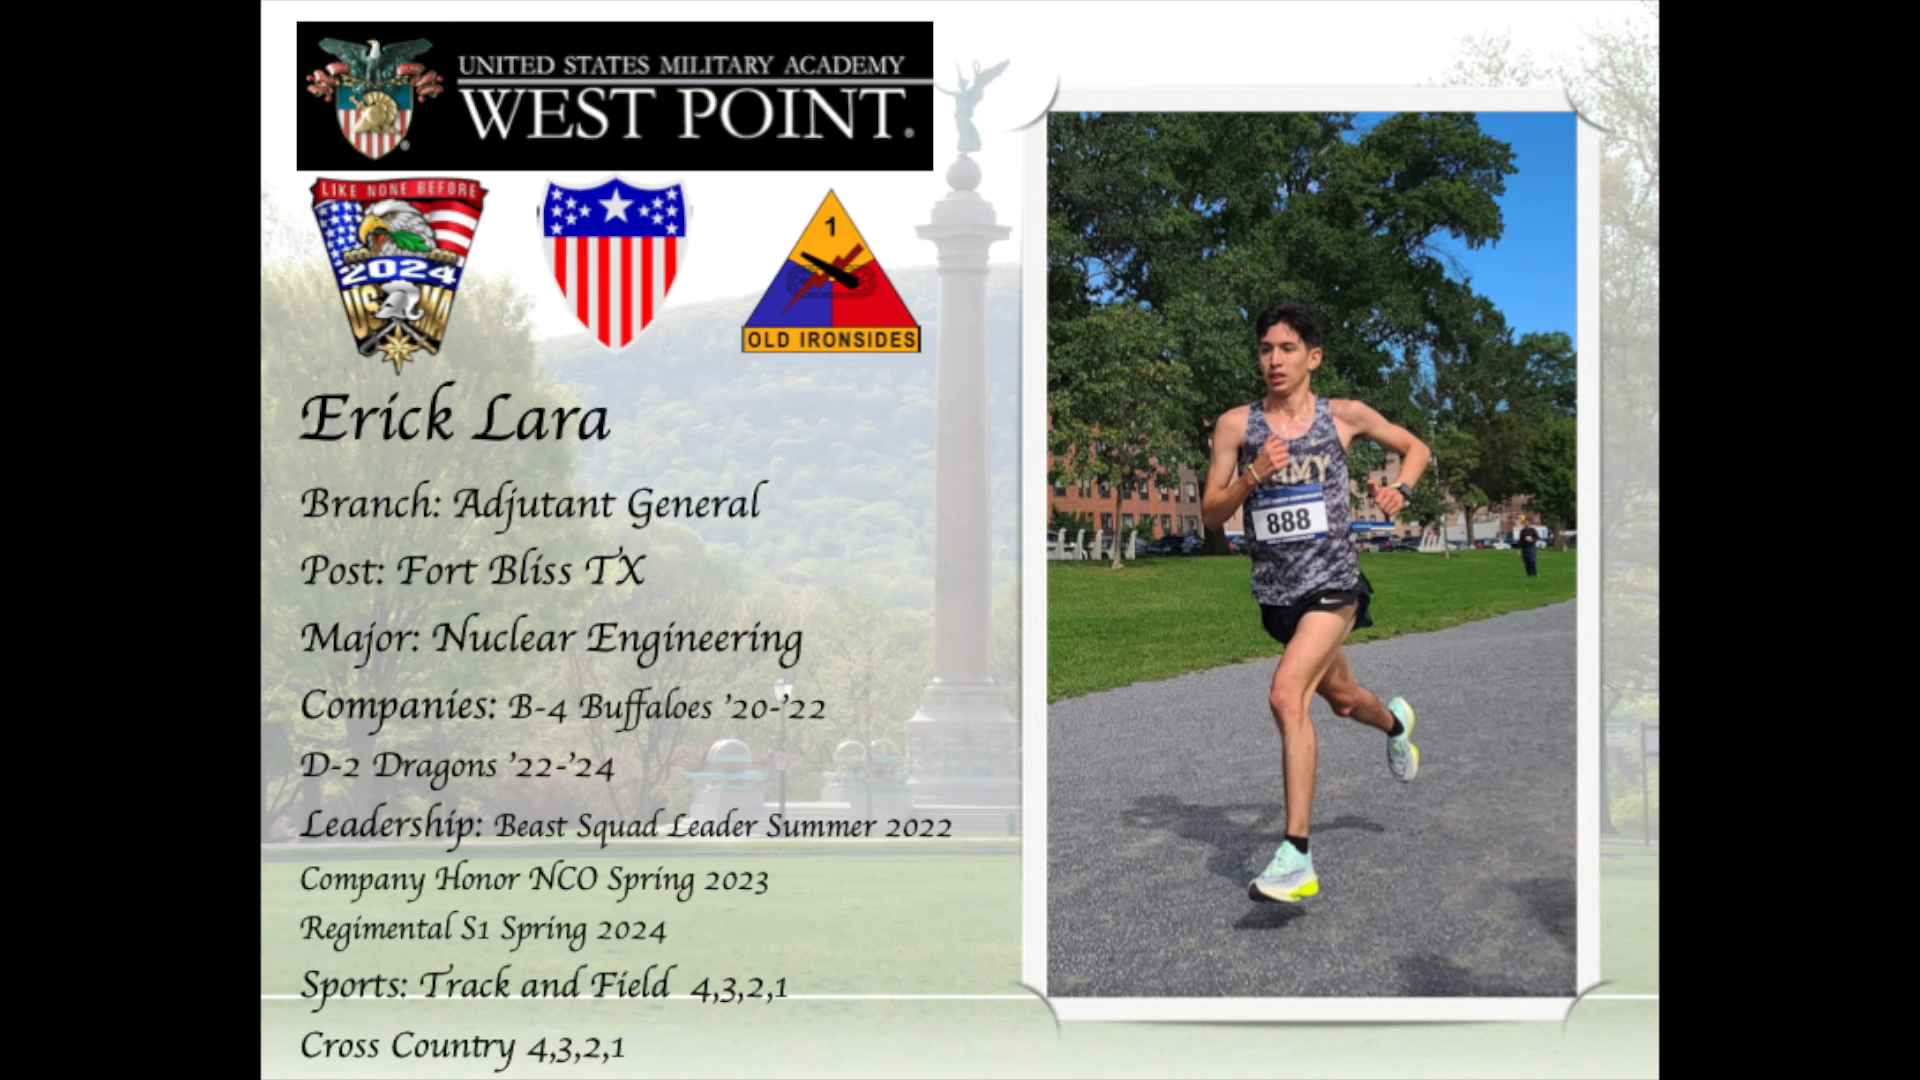 UNITED STATES MILITARY ACADEMY
WEST POINT.
LIKE NONE BEFORE
2024
USMA
1
OLD IRONSIDES
Erick Lara
Branch: Adjutant General
Post: Fort Bliss TX
Major: Nuclear Engineering
Companies: B-4 Buffaloes '20-'22
D-2 Dragons '22-'24
Leadership: Beast Squad Leader Summer 2022
Company Honor NCO Spring 2023
Regimental S1 Spring 2024
Sports: Track and Field 4,3,2,1
Cross Country 4,3,2,1
888